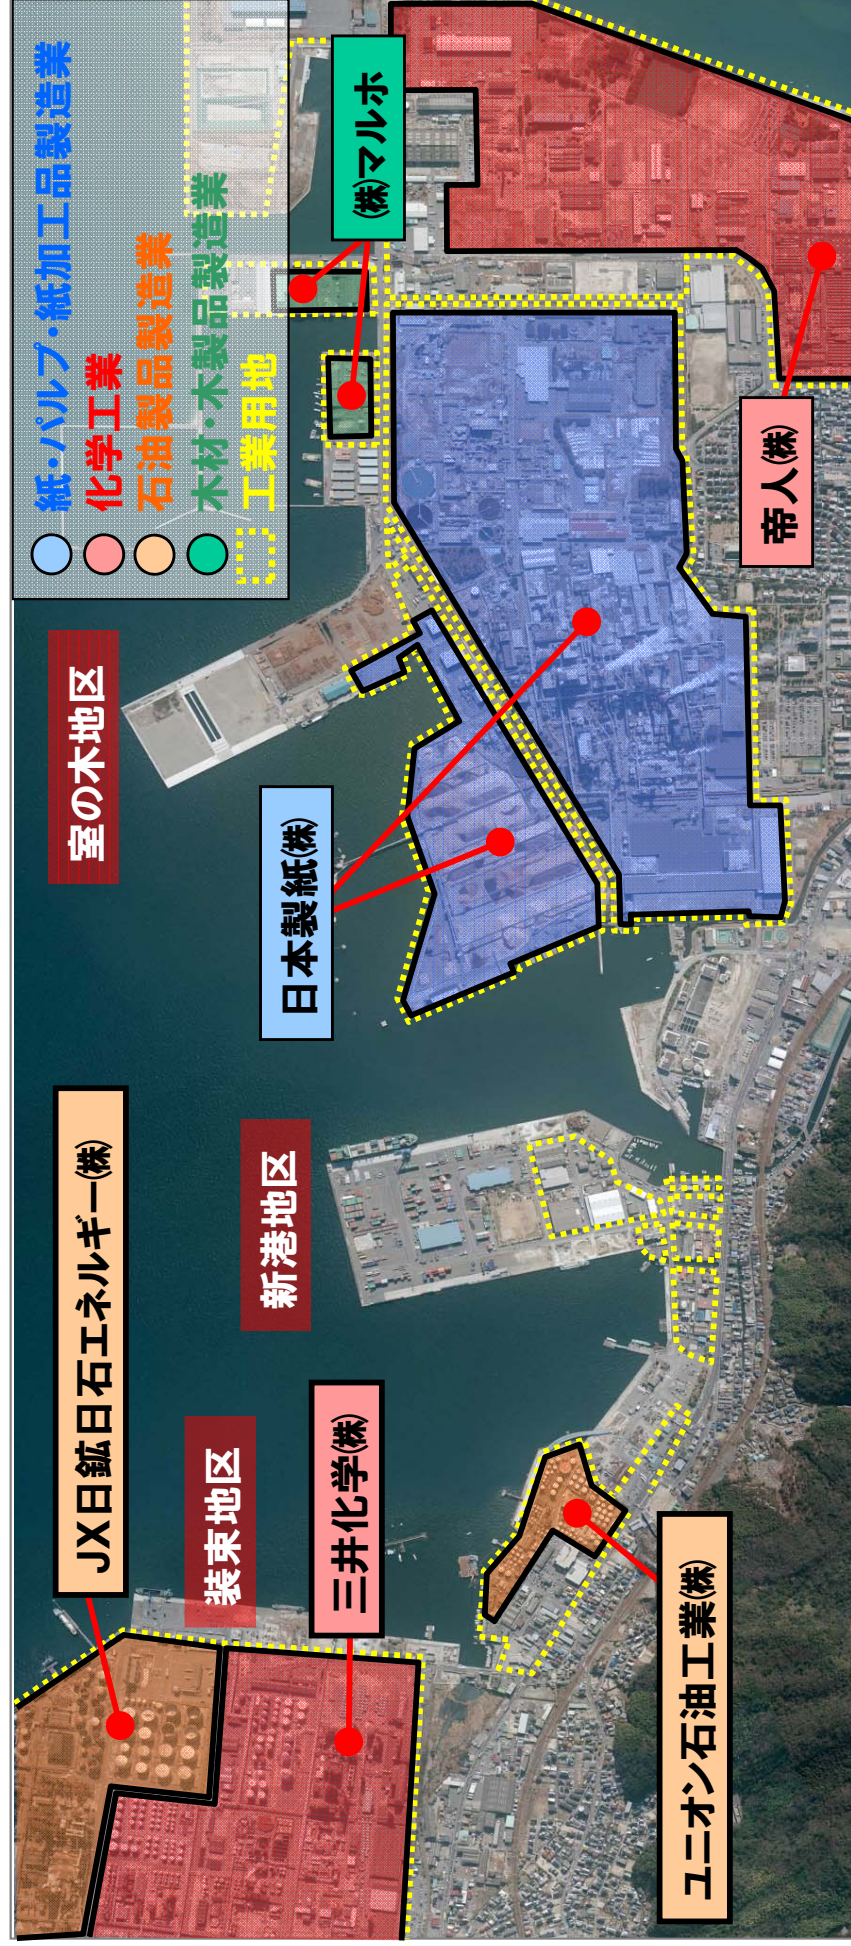 紙・パルプ・紙加工品製造業
化学工業
石油製品製造業
木材・木製品製造業
工業用地
㈱マルホ
帝人㈱
室の木地区
日本製紙㈱
新港地区
JX日鉱日石エネルギー㈱
装束地区
三井化学㈱
ユニオン石油工業㈱